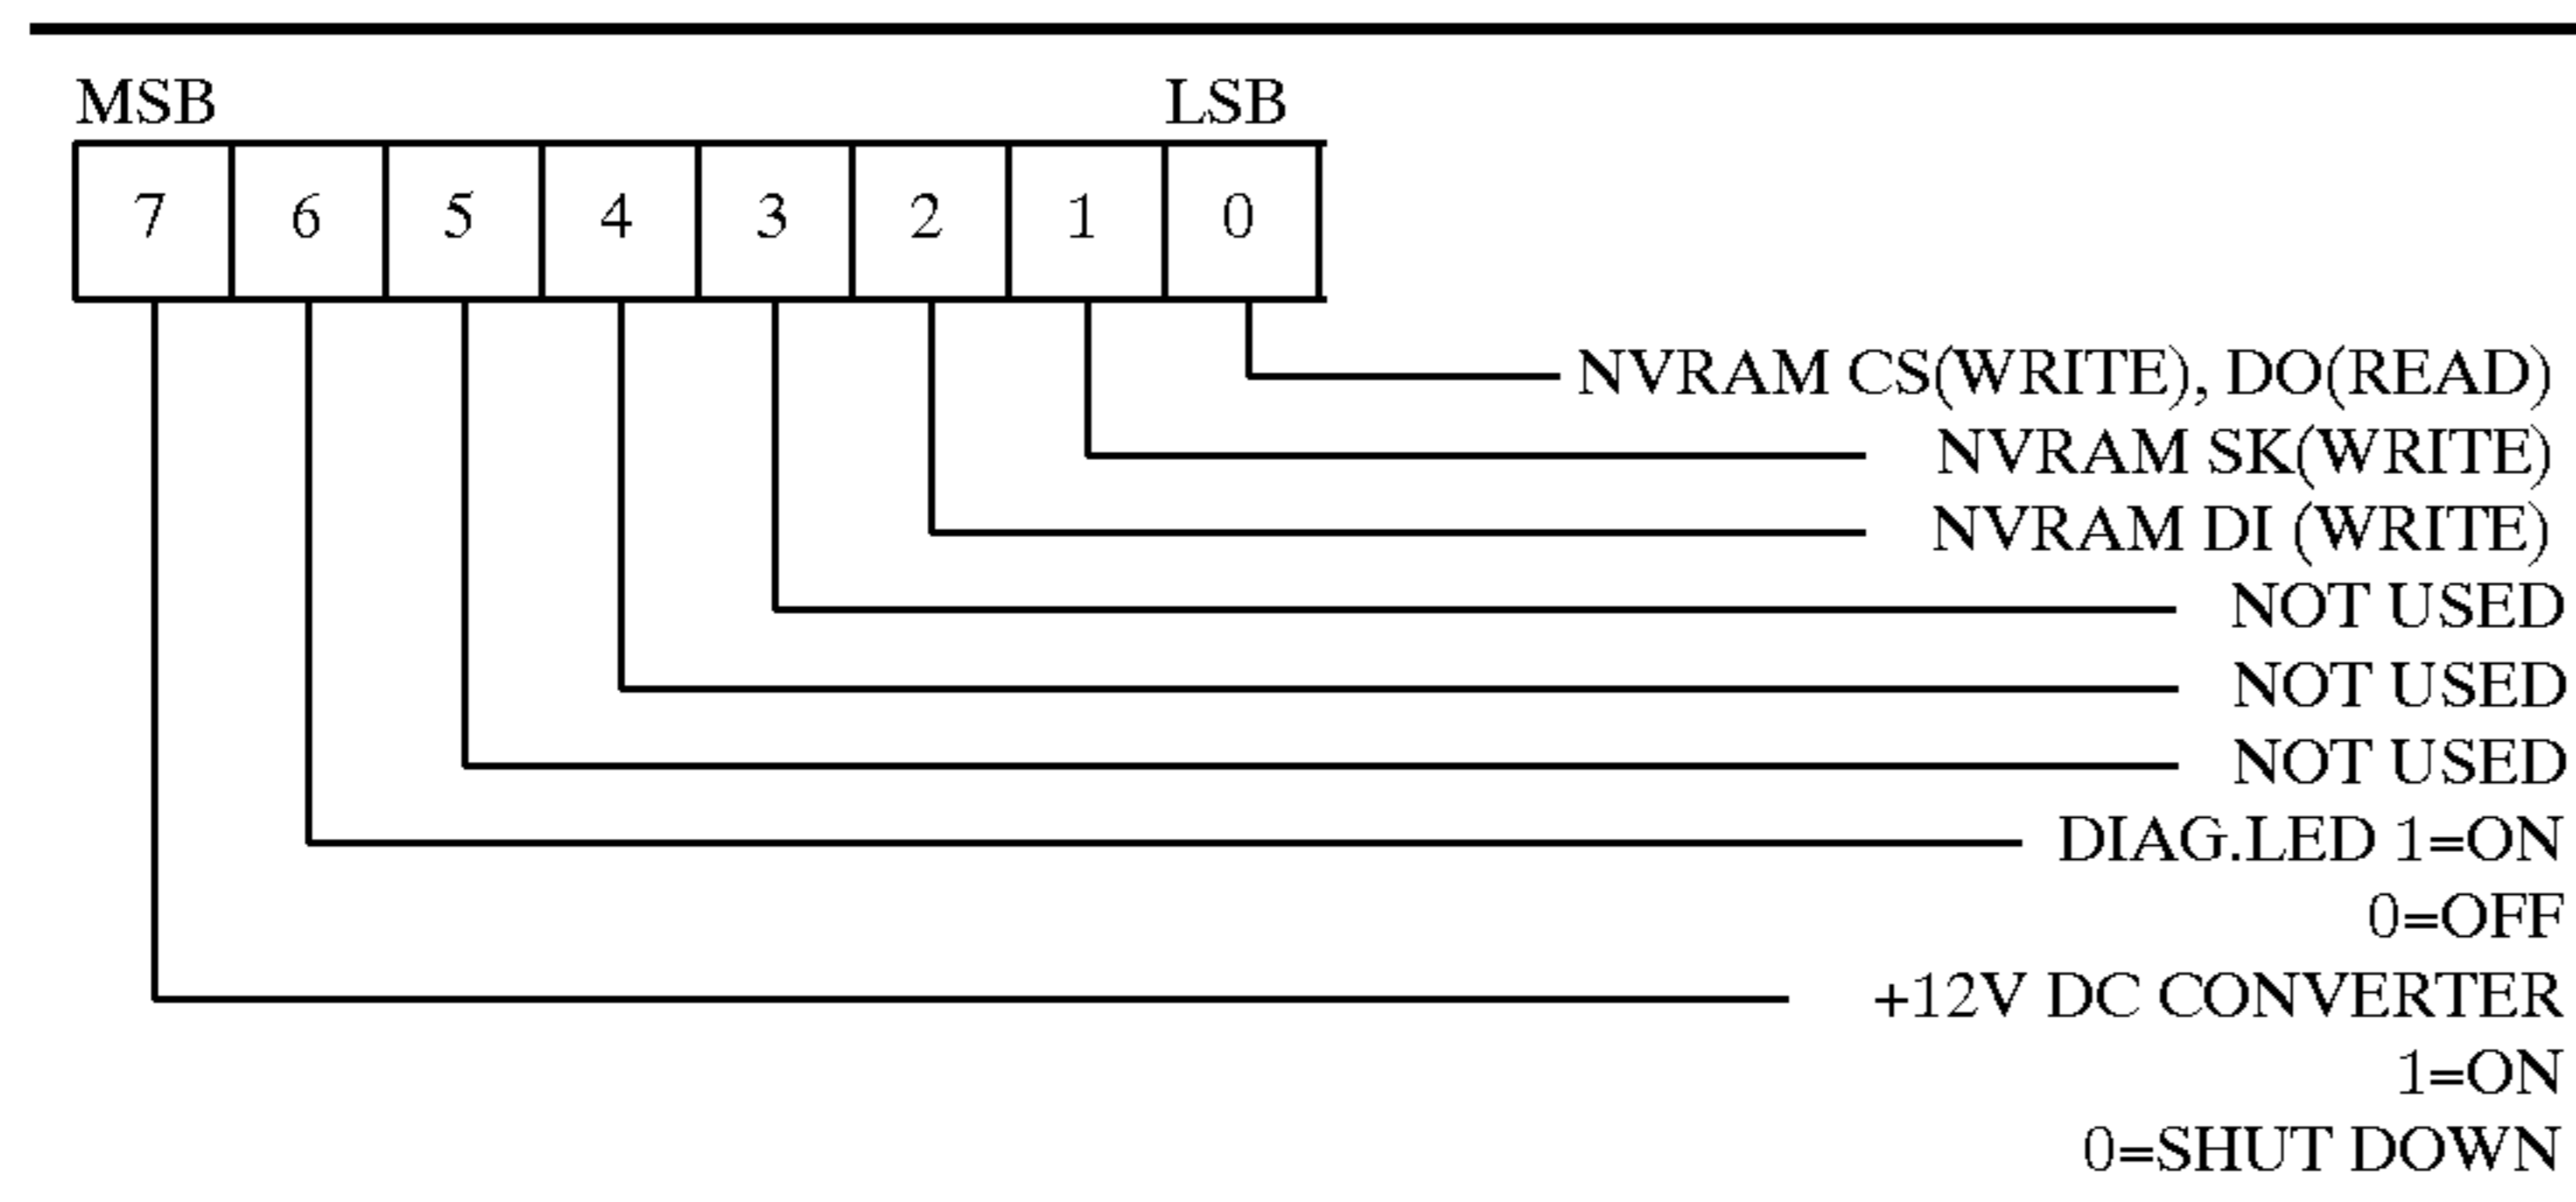 MSB LSB
7 6 5 4 3 2 1 0
NVRAM CS(WRITE), DO(READ)
NVRAM SK(WRITE)
NVRAM DI (WRITE)
NOT USED
NOT USED
NOT USED
DIAG.LED 1=ON
0=OFF
+12V DC CONVERTER
1=ON
0=SHUT DOWN